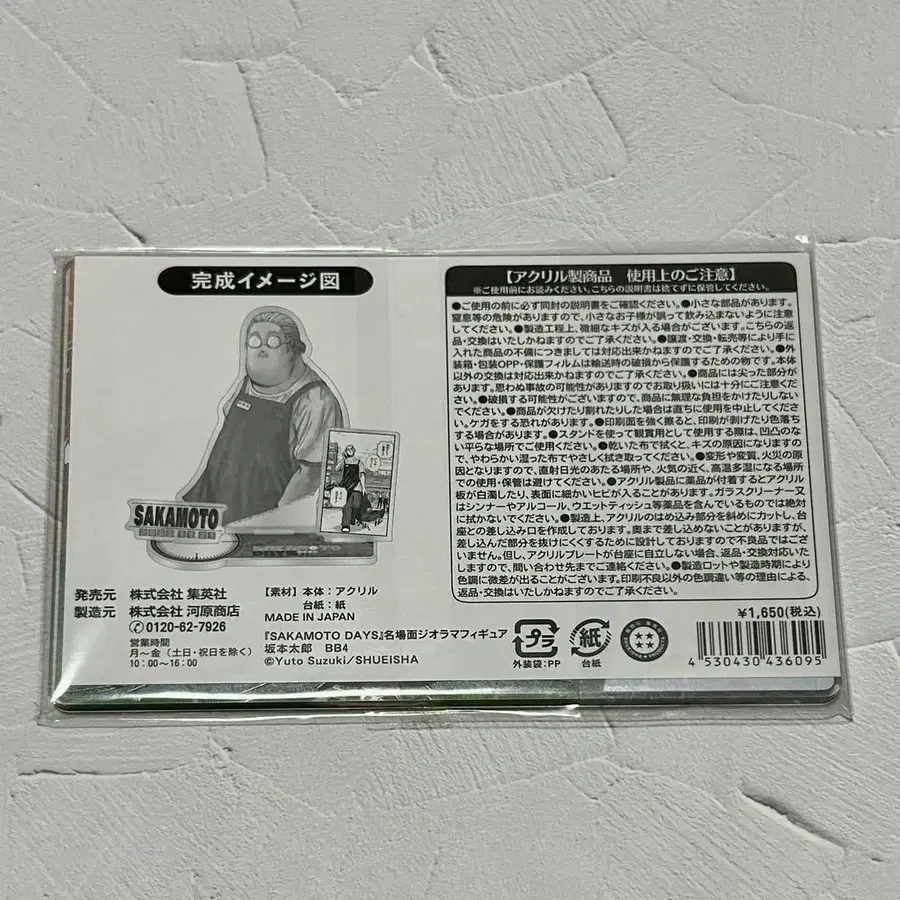 完成イメージ図
SAKAMOTO
発売元 株式会社 集英社
製造元 株式会社 河原商店
0120-62-7926
営業時間
月～金（土日・祝日を除く）
10：00～16：00
【素材】本体：アクリル
台紙：紙
MADE IN JAPAN
『SAKAMOTO DAYS』名場面ジオラマフィギュア
坂本太郎 BB4
©Yuto Suzuki/SHUEISHA
【アクリル製商品 使用上のご注意】
※ご使用前にお読みください。こちらの説明書は捨てずに保管してください。
●ご使用の前に必ず同封の説明書をご確認ください。●小さな部品があります。
窒息等の危険がありますので、小さなお子様が誤って飲み込まないように注意
してください。●製造工程上、微細なキズが入る場合がございます。こちらの返
品・交換はいたしかねますのでご了承ください。●譲渡・交換・転売等により手に
入れた商品の不備につきましては対応出来かねますのでご了承ください。●外
装箱・包装OPP・保護フィルムは輸送時の破損から保護するための物です。本体
以外の交換は対応出来かねますのでご了承ください。●商品には尖った部分が
あります。思わぬ事故の可能性がありますのでお取り扱いには十分にご注意くださ
い。●破損する可能性がございますので、商品に無理な負担をかけたりしない
でください。●商品が欠けたり割れたりした場合は直ちに使用を中止してくださ
い。ケガをする恐れがあります。●印刷面を強く擦ると、印刷が剥げたり色落ち
する場合があります。●スタンドを使って観賞用として使用する際は、凹凸のな
い平らな場所でご使用ください。●乾いた布で拭くと、キズの原因になりますの
で、やわらかい湿った布でやさしく拭き取ってください。●変形や変質、火災の原
因となりますので、直射日光のあたる場所や、火気の近く、高温多湿になる場所
での使用・保管は避けてください。●アクリル製品に薬品が付着するとアクリル
板が白濁したり、表面に細かいヒビが入ることがあります。ガラスクリーナー又は
シンナーやアルコール、ウエットティッシュ等薬品を含んでいるものでは絶対
に拭かないでください。●製造上、アクリルのはめ込み部分を斜めにカットし、台
座との差し込み口を作成しております。奥まで差し込めないことがありますが、
差し込んだ部分を抜けにくくするために設計しておりますので不良品ではござ
いません。但し、アクリルプレートが台座に自立しない場合、返品・交換対応いた
しますので、問い合わせ先までご連絡ください。●製造ロットや製造時期により
色調に微差が出ることがございます。印刷不良以外の色調違い等の理由による、
返品・交換はいたしかねますのでご了承ください。
¥1,650(税込)
プラ
外装袋：PP
紙
台紙
4 530430 436095